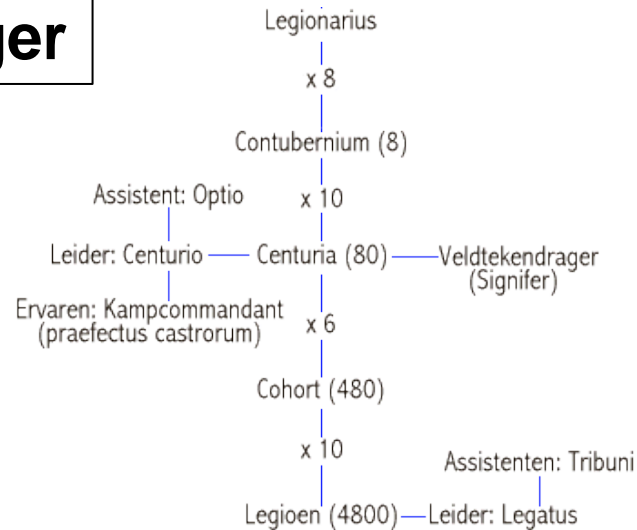 Legionarius
x 8
Contubernium (8)
Assistent: Optio
x 10
Leider: Centurio
Centuria (80)
Veldtekendrager
(Signifer)
Ervaren: Kampcommandant
(praefectus castrorum)
x 6
Cohort (480)
x 10
Assistenten: Tribuni
Legioen (4800)
Leider: Legatus